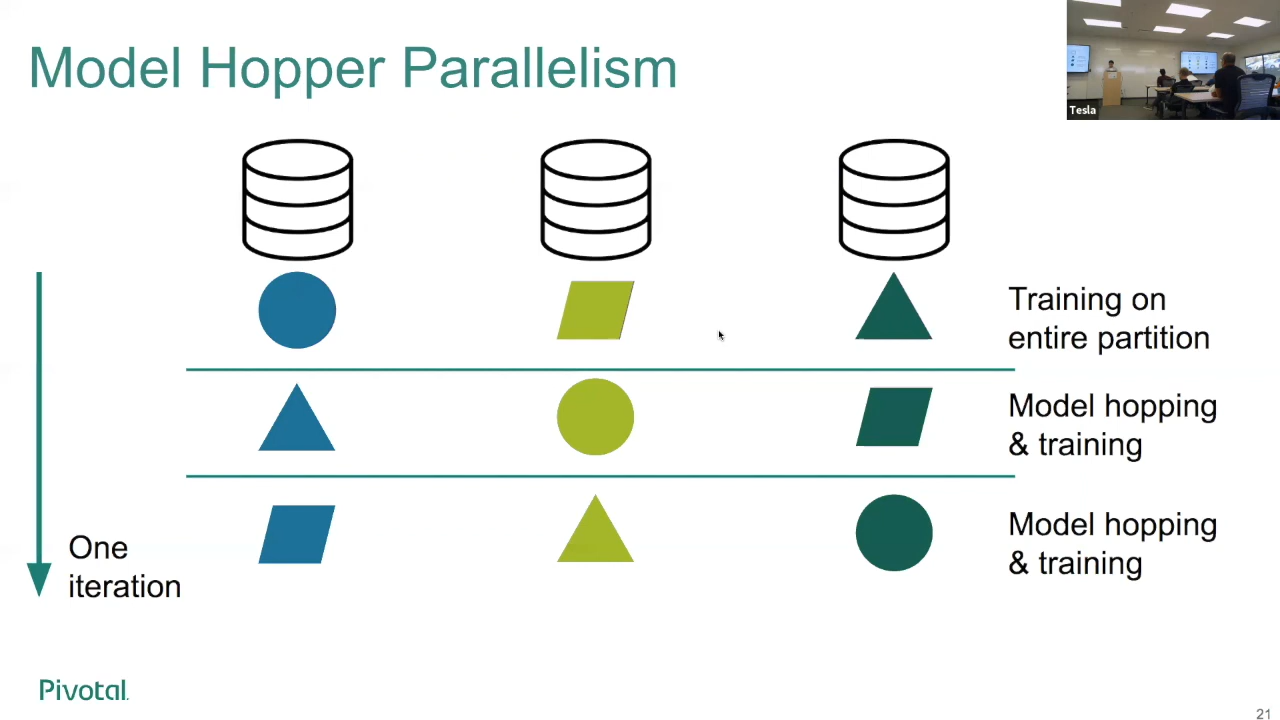 Model Hopper Parallelism
Tesla
Training on
entire partition
Model hopping
& training
Model hopping
& training
One
iteration
Pivotal.
21